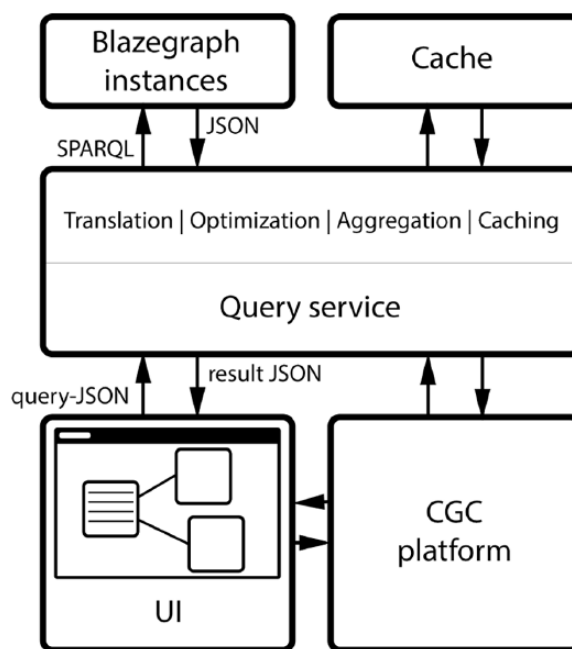 Blazegraph
instances
Cache
SPARQL
JSON
Translation | Optimization | Aggregation | Caching
Query service
query-JSON
result JSON
UI
CGC
platform